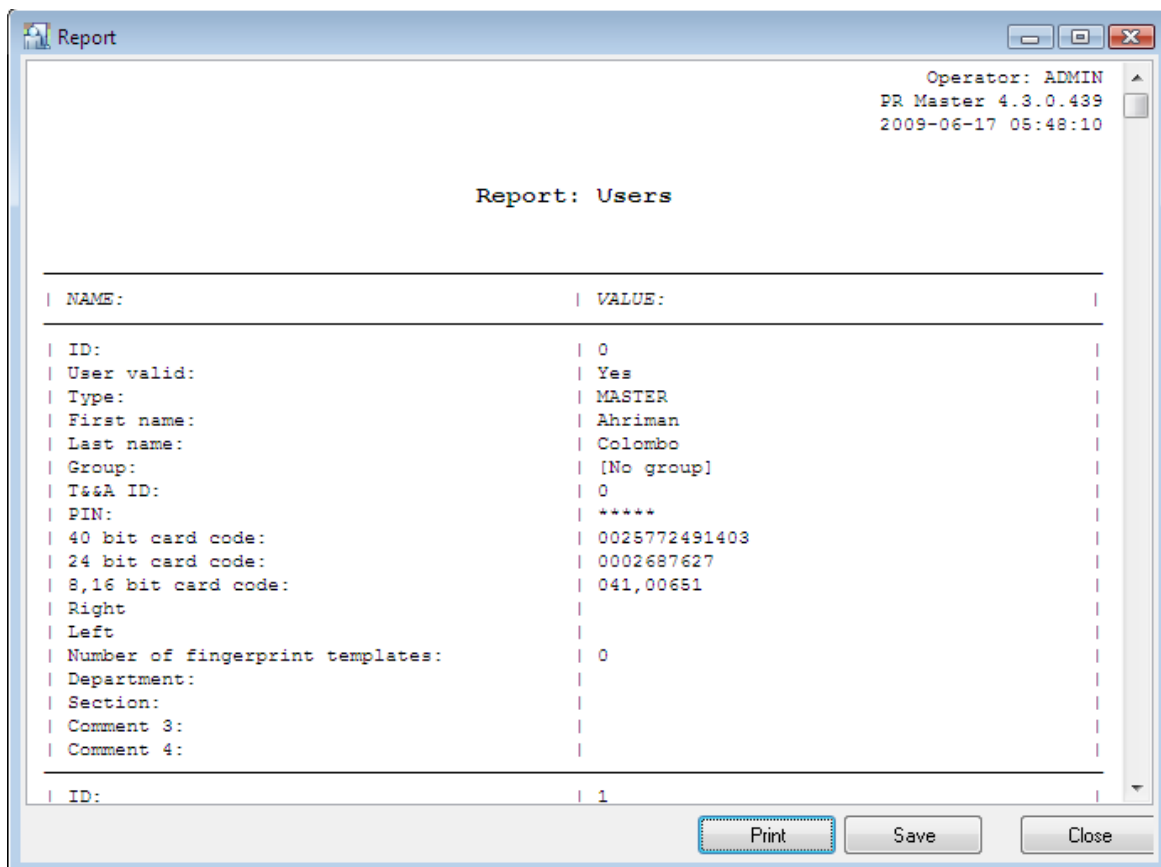 Report
Operator: ADMIN
PR Master 4.3.0.439
2009-06-17 05:48:10
Report: Users
| NAME: | VALUE: |
| ID: | 0 |
| User valid: | Yes |
| Type: | MASTER |
| First name: | Ahriman |
| Last name: | Colombo |
| Group: | [No group] |
| T&&A ID: | 0 |
| PIN: | ***** |
| 40 bit card code: | 0025772491403 |
| 24 bit card code: | 0002687627 |
| 8,16 bit card code: | 041,00651 |
| Right | |
| Left | |
| Number of fingerprint templates: | 0 |
| Department: | |
| Section: | |
| Comment 3: | |
| Comment 4: | |
| ID: | 1 |
Print Save Close